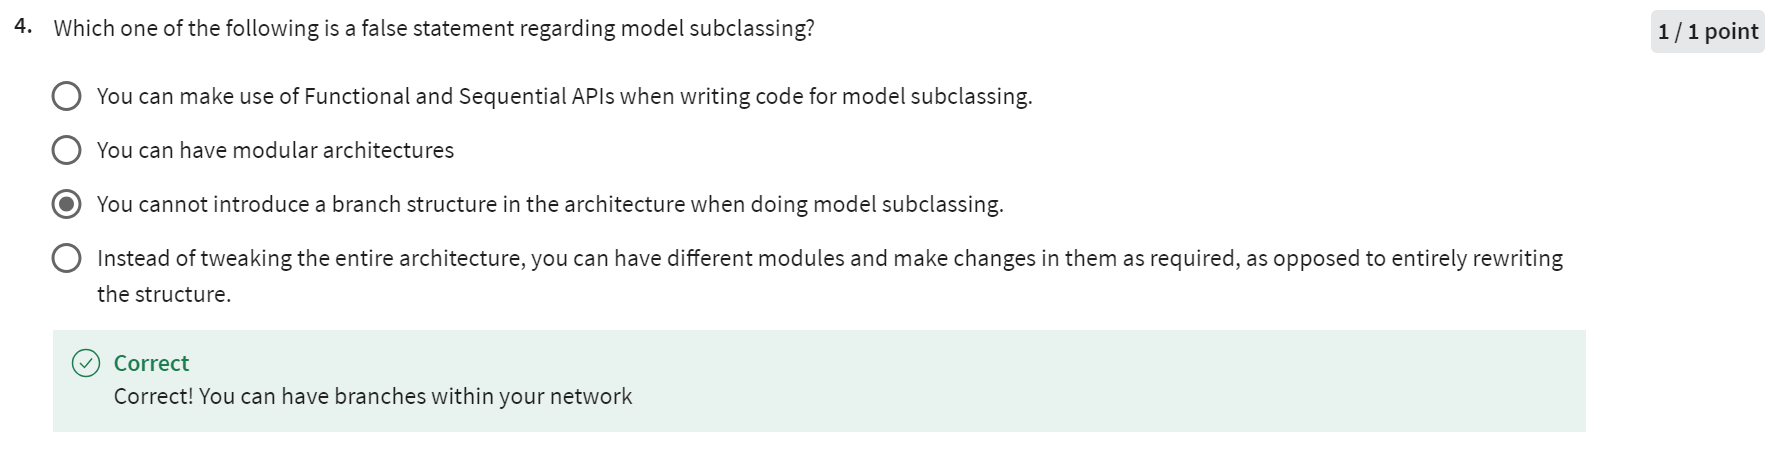 4. Which one of the following is a false statement regarding model subclassing?
1 / 1 point
You can make use of Functional and Sequential APIs when writing code for model subclassing.
You can have modular architectures
You cannot introduce a branch structure in the architecture when doing model subclassing.
Instead of tweaking the entire architecture, you can have different modules and make changes in them as required, as opposed to entirely rewriting
the structure.
Correct
Correct! You can have branches within your network